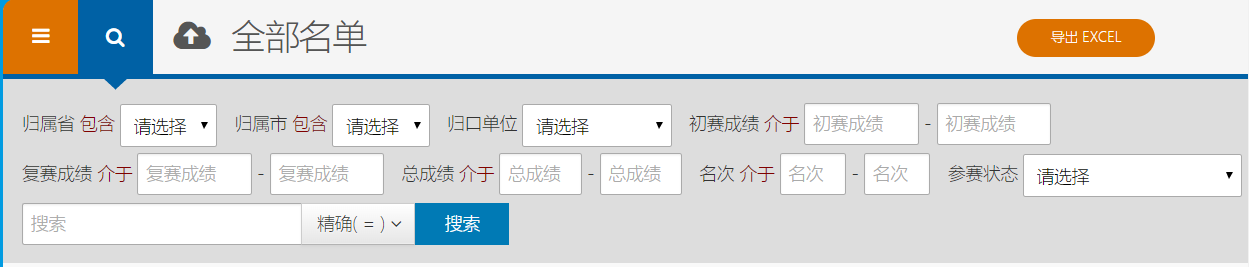 全部名单 导出 EXCEL
归属省 包含 请选择 归属市 包含 请选择 归口单位 请选择 初赛成绩 介于 初赛成绩 - 初赛成绩
复赛成绩 介于 复赛成绩 - 复赛成绩 总成绩 介于 总成绩 - 总成绩 名次 介于 名次 - 名次 参赛状态 请选择
搜索 精确( = ) 搜索